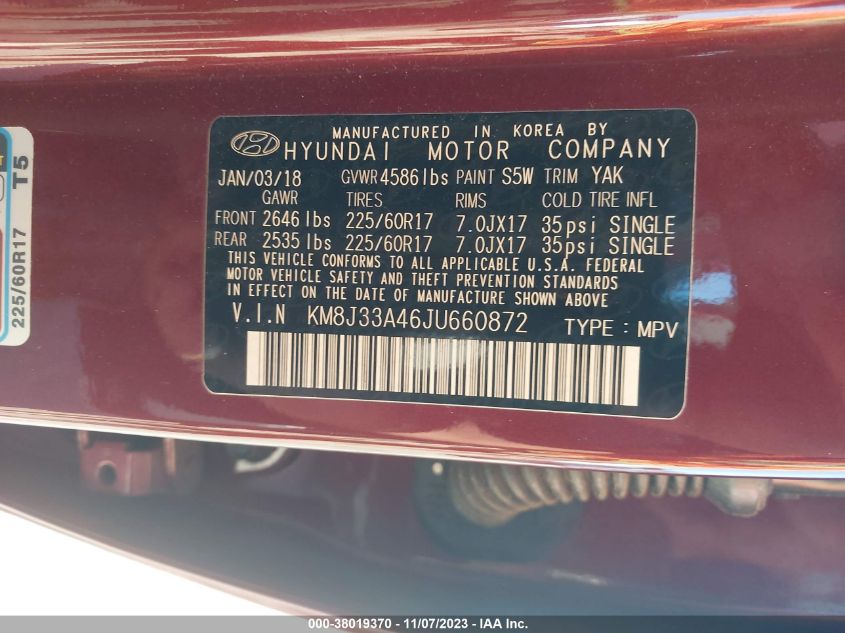 MANUFACTURED IN KOREA BY
HYUNDAI MOTOR COMPANY
JAN/03/18 GVWR 4586 lbs PAINT S5W TRIM YAK
GAWR TIRES RIMS COLD TIRE INFL
FRONT 2646 lbs 225/60R17 7.0JX17 35psi SINGLE
REAR 2535 lbs 225/60R17 7.0JX17 35psi SINGLE
THIS VEHICLE CONFORMS TO ALL APPLICABLE U.S.A. FEDERAL
MOTOR VEHICLE SAFETY AND THEFT PREVENTION STANDARDS
IN EFFECT ON THE DATE OF MANUFACTURE SHOWN ABOVE
V.I.N KM8J33A46JU660872 TYPE : MPV
225/60R17 T5
000-38019370 - 11/07/2023 - IAA Inc.